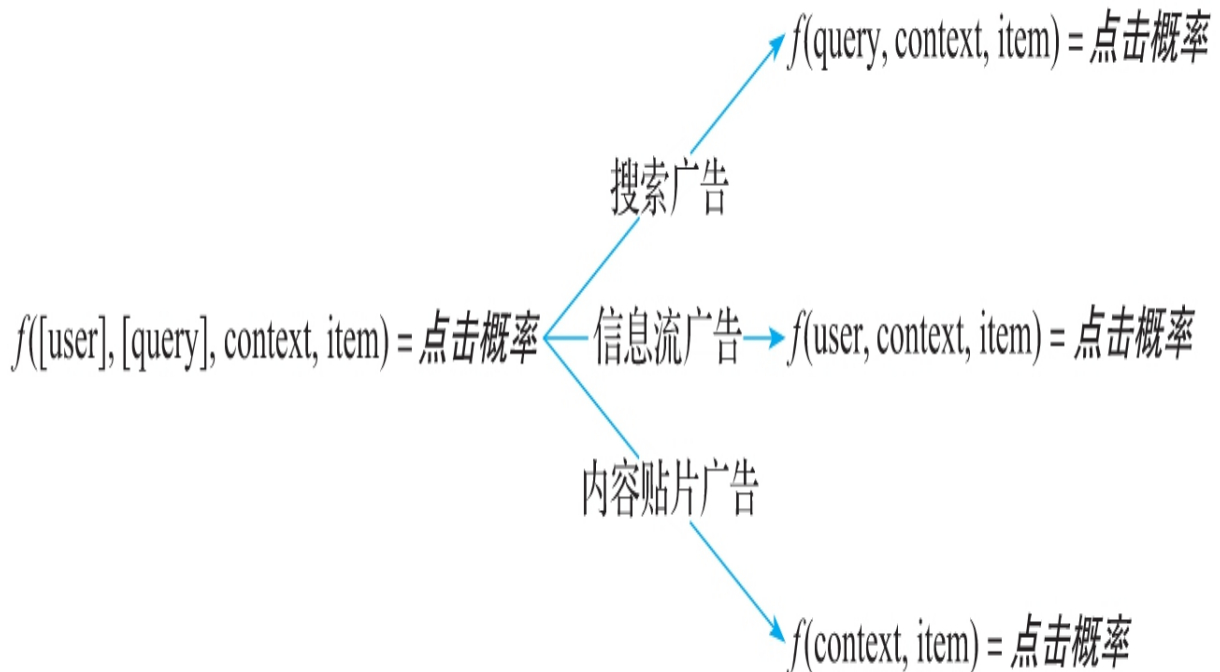 f(query, context, item) = 点击概率
搜索广告
f([user], [query], context, item) = 点击概率
信息流广告
f(user, context, item) = 点击概率
内容贴片广告
f(context, item) = 点击概率